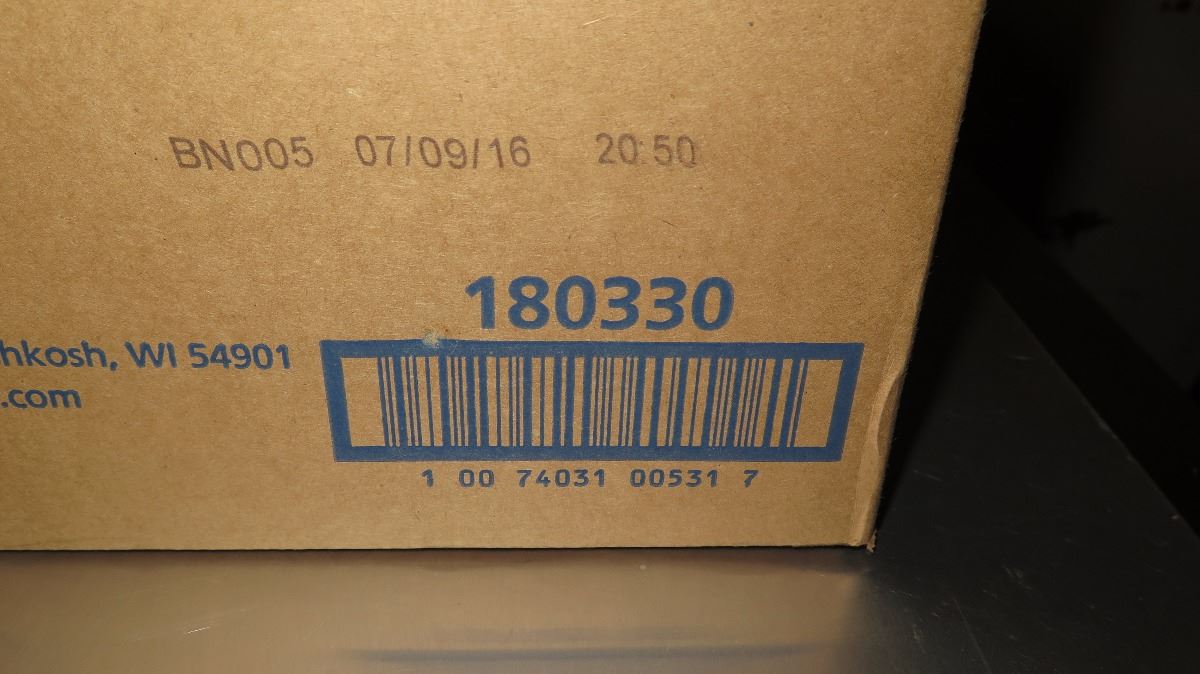 BN005 07/09/16 20:50
180330
hkosh, WI 54901
.com
1 00 74031 00531 7